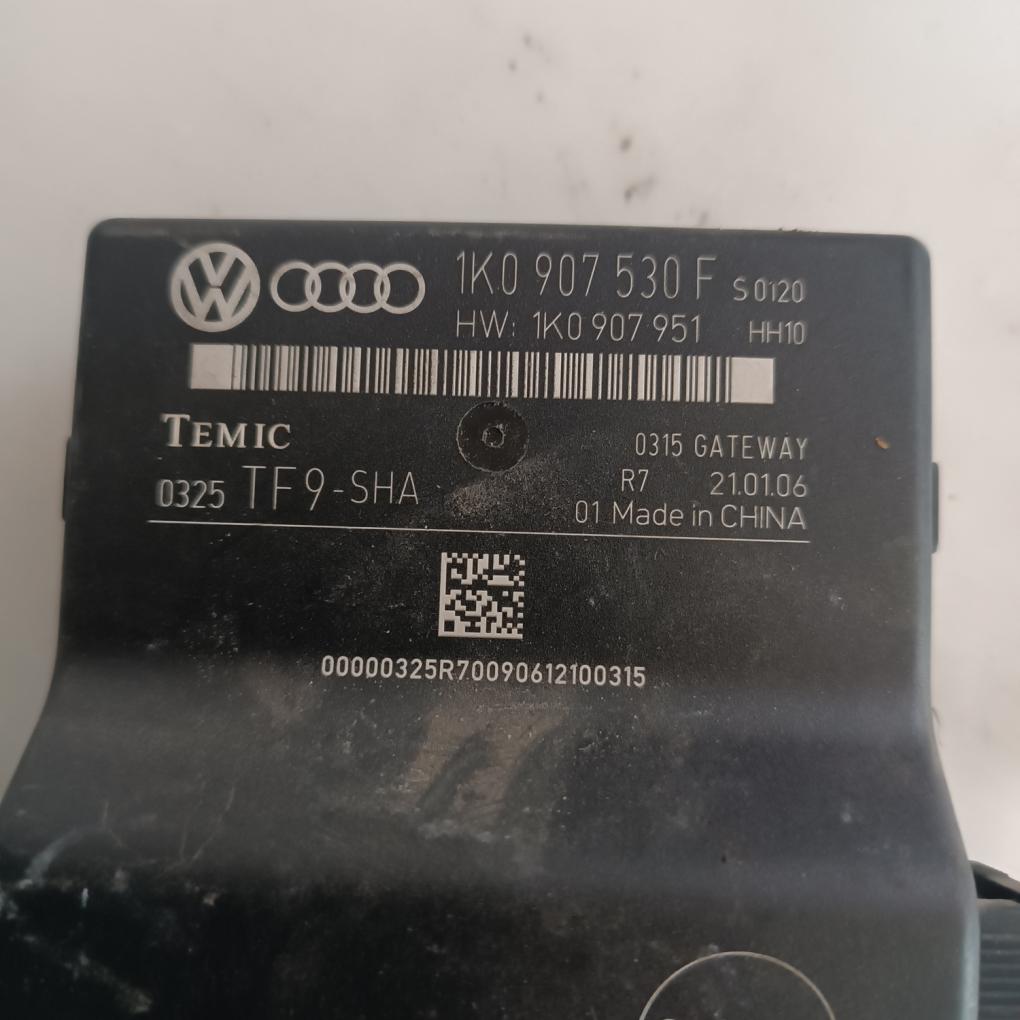 1K0 907 530 F S 0120
HW: 1K0 907 951 HH10
TEMIC
0315 GATEWAY
0325 TF9-SHA
R7 21.01.06
01 Made in CHINA
00000325R70090612100315